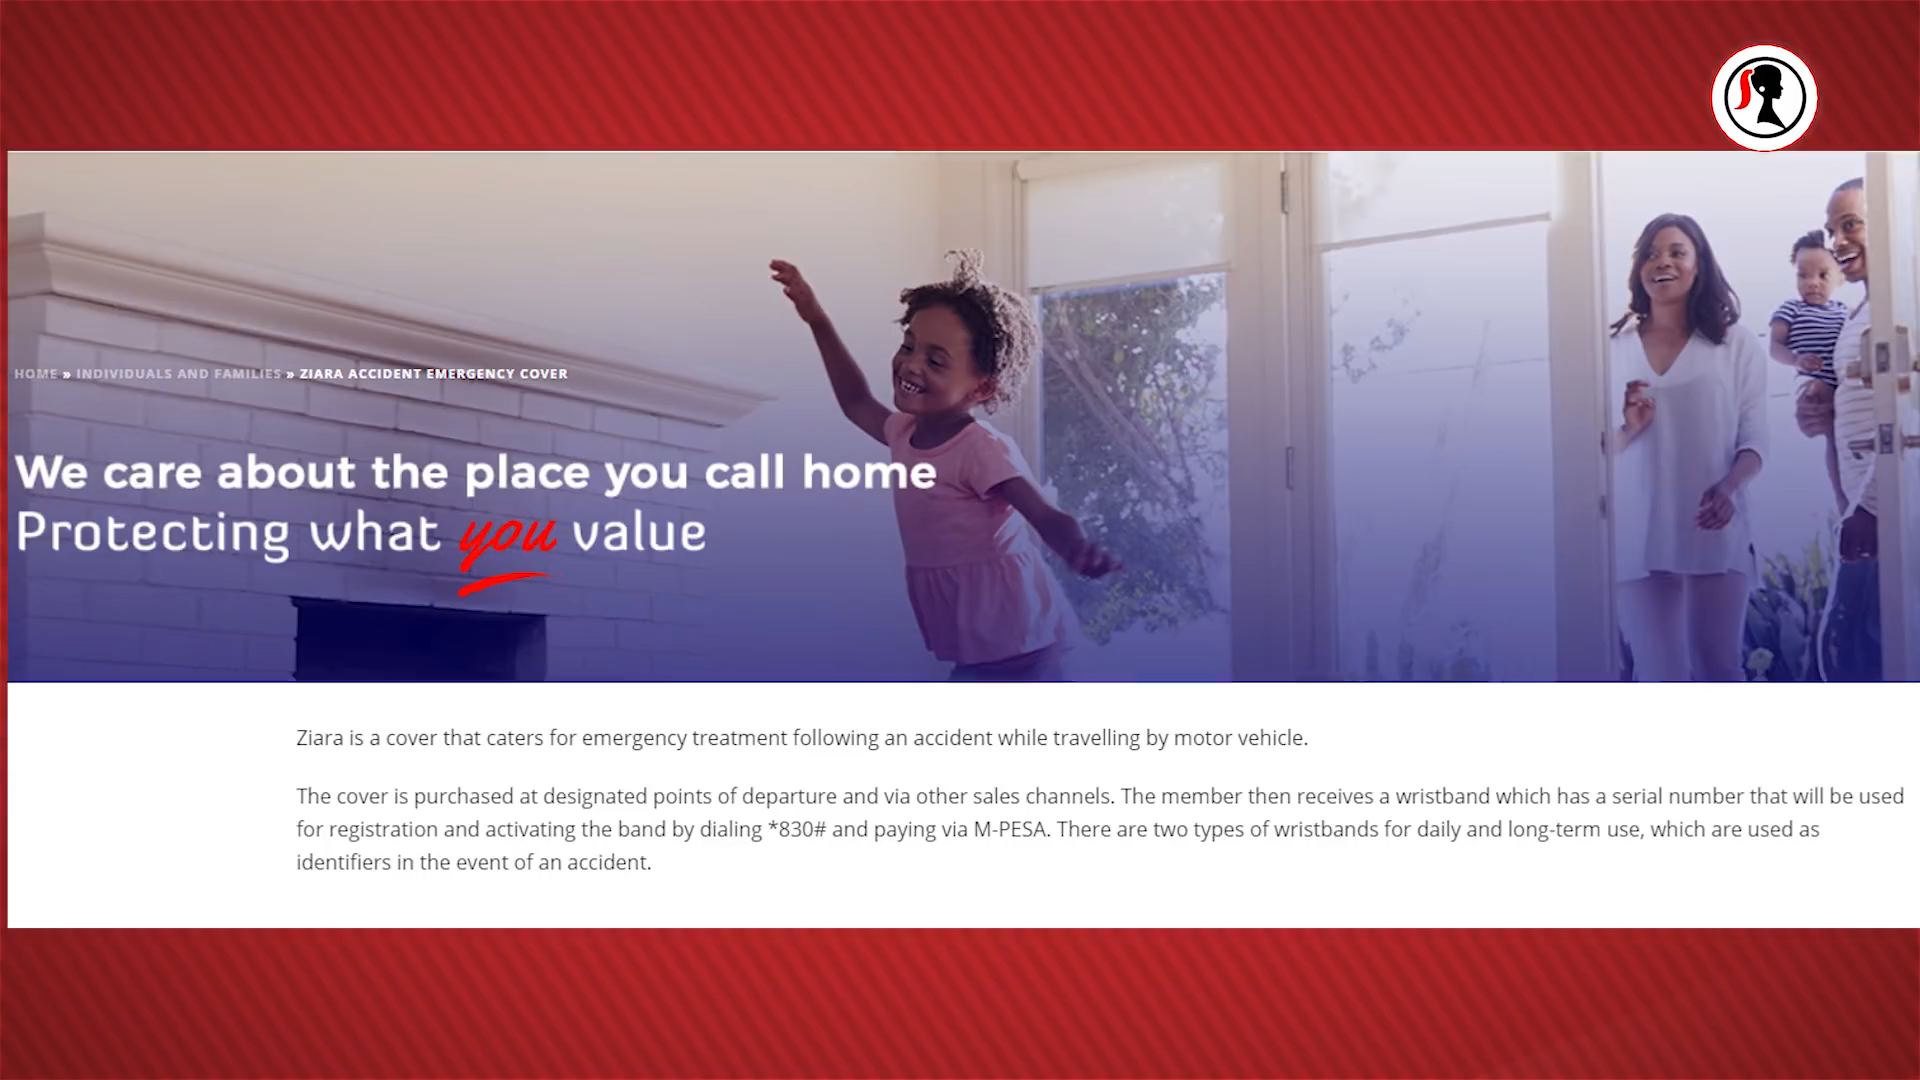 HOME » INDIVIDUALS AND FAMILIES » ZIARA ACCIDENT EMERGENCY COVER
We care about the place you call home
Protecting what you value
Ziara is a cover that caters for emergency treatment following an accident while travelling by motor vehicle.
The cover is purchased at designated points of departure and via other sales channels. The member then receives a wristband which has a serial number that will be used
for registration and activating the band by dialing *830# and paying via M-PESA. There are two types of wristbands for daily and long-term use, which are used as
identifiers in the event of an accident.